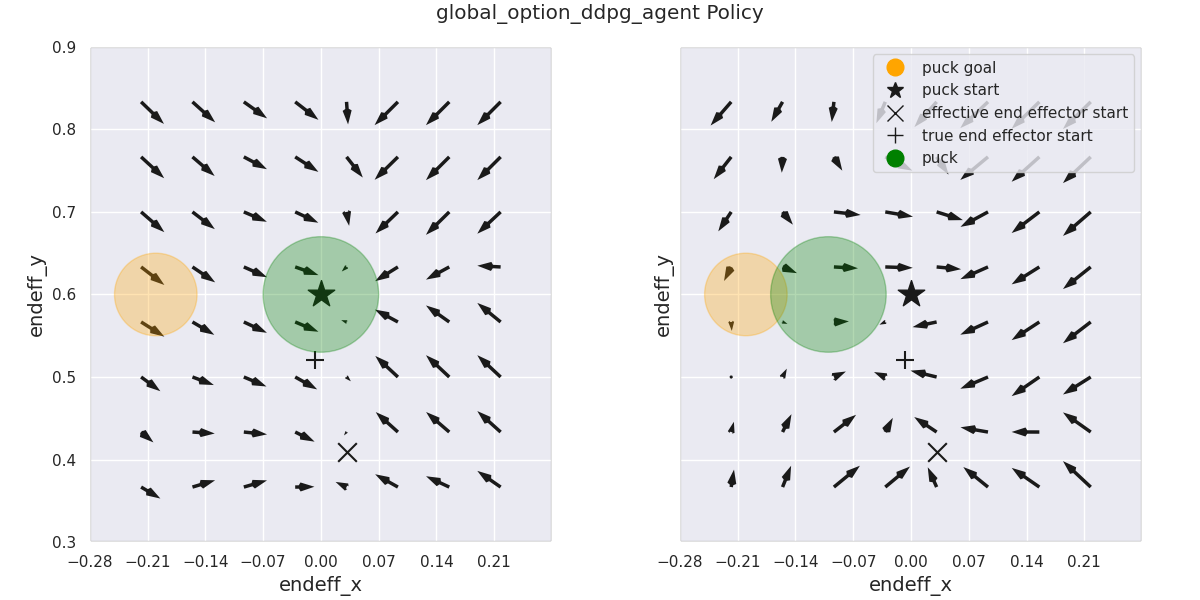 global_option_ddpg_agent Policy
endeff_y
0.9
0.8
0.7
0.6
0.5
0.4
0.3
−0.28 −0.21 −0.14 −0.07 0.00 0.07 0.14 0.21
endeff_x
puck goal
puck start
effective end effector start
true end effector start
puck
endeff_y
−0.28 −0.21 −0.14 −0.07 0.00 0.07 0.14 0.21
endeff_x